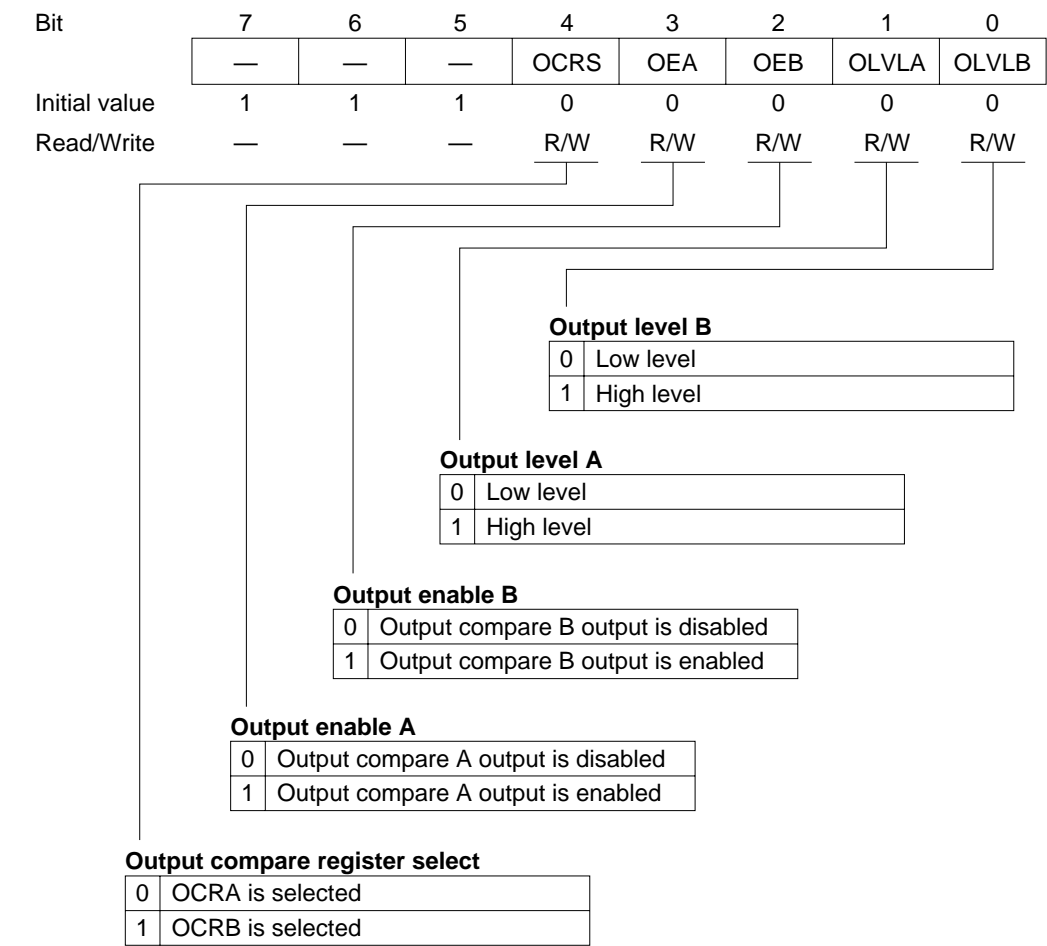 Bit 7 6 5 4 3 2 1 0
— — — OCRS OEA OEB OLVLA OLVLB
Initial value 1 1 1 0 0 0 0 0
Read/Write — — — R/W R/W R/W R/W R/W
Output level B
0 Low level
1 High level
Output level A
0 Low level
1 High level
Output enable B
0 Output compare B output is disabled
1 Output compare B output is enabled
Output enable A
0 Output compare A output is disabled
1 Output compare A output is enabled
Output compare register select
0 OCRA is selected
1 OCRB is selected